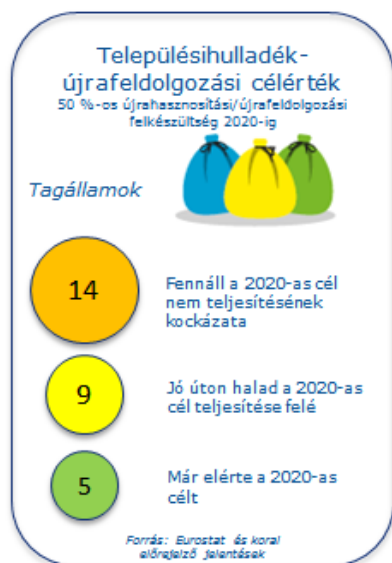 Településihulladék-
újrafeldolgozási célérték
50 %-os újrahasznosítási/újrafeldolgozási
felkészültség 2020-ig
Tagállamok
14
Fennáll a 2020-as cél
nem teljesítésének
kockázata
9
Jó úton halad a 2020-as
cél teljesítése felé
5
Már elérte a 2020-as
célt
Forrás: Eurostat és korai
előrejelző jelentések